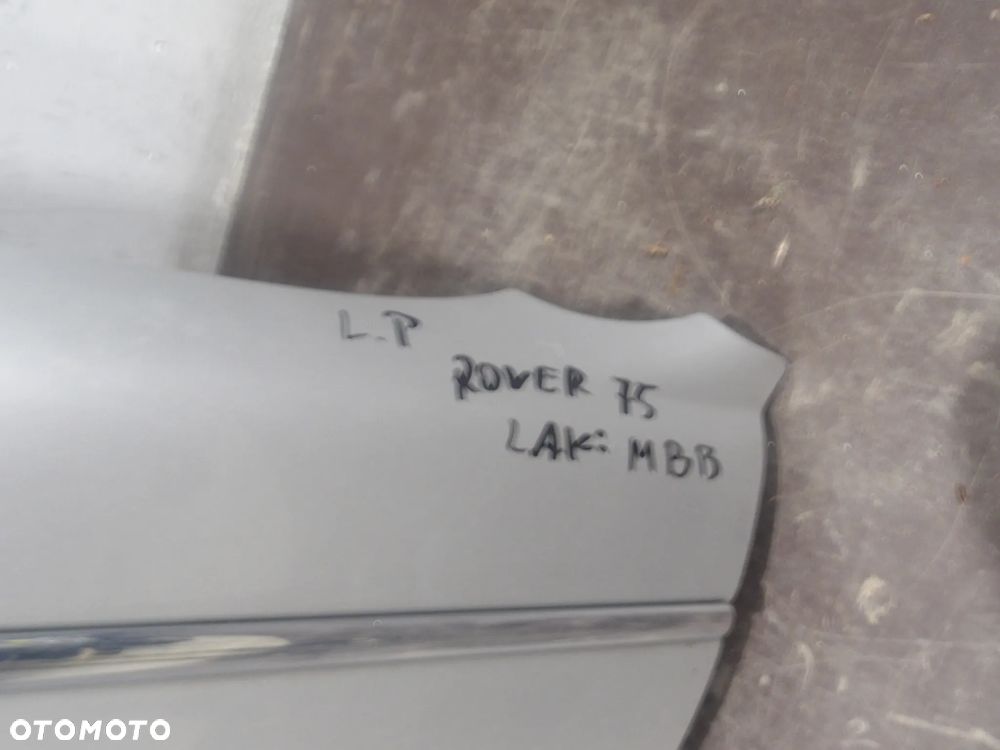 L.P
ROVER 75
LAK: MBB
OTOMOTO